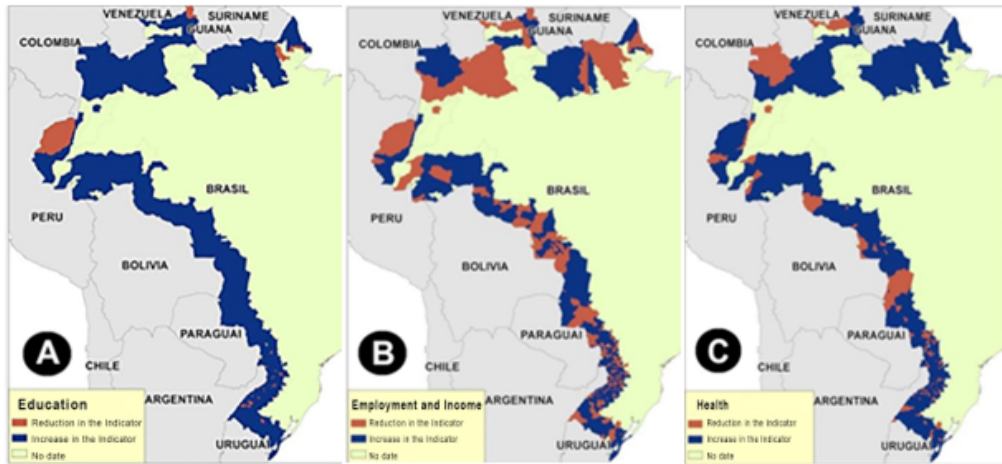 VENEZUELA
SURINAME
GUIANA
COLOMBIA
BRASIL
PERU
BOLIVIA
PARAGUAI
CHILE
ARGENTINA
URUGUAI
A
Education
Reduction in the Indicator
Increase in the Indicator
No date
VENEZUELA
SURINAME
GUIANA
COLOMBIA
BRASIL
PERU
BOLIVIA
PARAGUAI
CHILE
ARGENTINA
URUGUAI
B
Employment and Income
Reduction in the Indicator
Increase in the Indicator
No date
VENEZUELA
SURINAME
GUIANA
COLOMBIA
BRASIL
PERU
BOLIVIA
PARAGUAI
CHILE
ARGENTINA
URUGUAI
C
Health
Reduction in the Indicator
Increase in the Indicator
No date